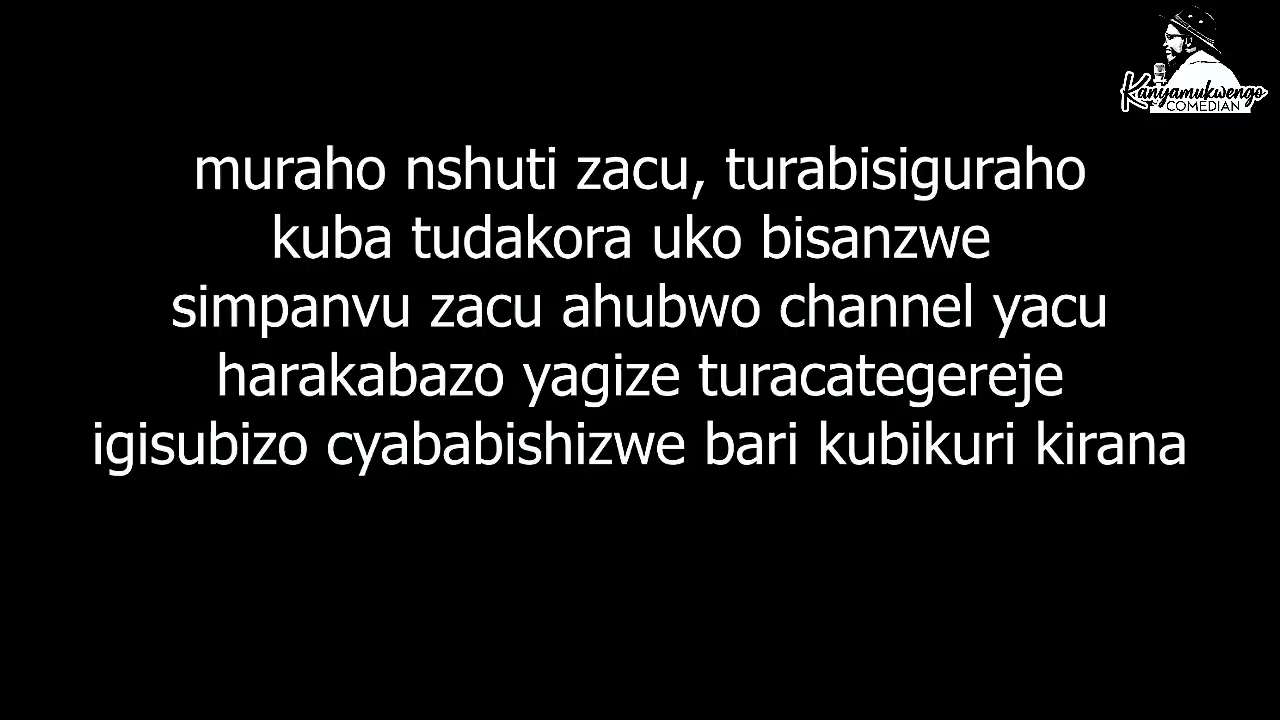 Kanyamukwengo
COMEDIAN
muraho nshuti zacu, turabisiguraho
kuba tudakora uko bisanzwe
simpanvu zacu ahubwo channel yacu
harakabazo yagize turacategereje
igisubizo cyababishizwe bari kubikuri kirana